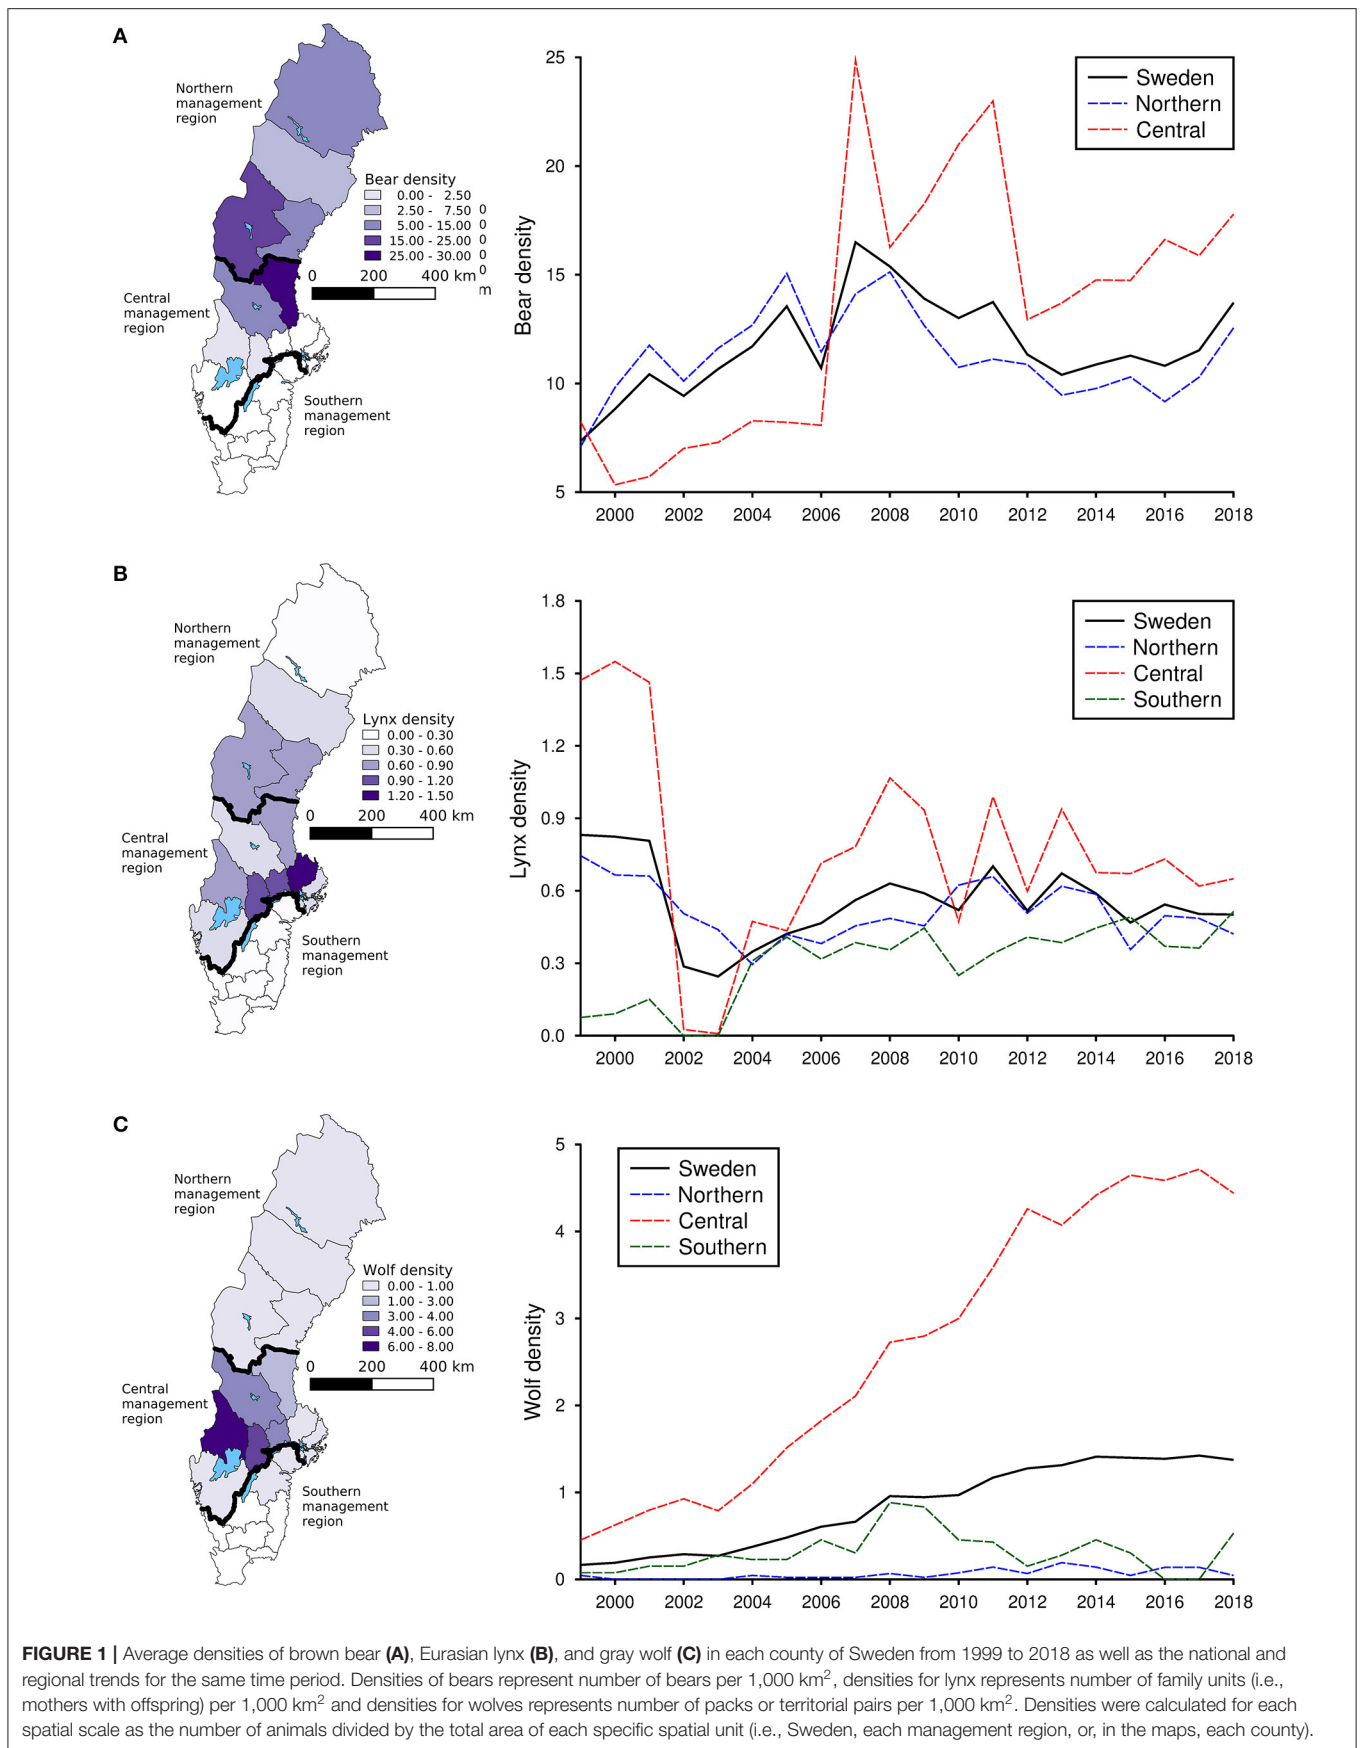 A
Northern
management
region
Bear density
0.00 - 2.50
2.50 - 7.50 0
5.00 - 15.00 0
15.00 - 25.00 0
25.00 - 30.00 0
0
0 200 400 km m
Central
management
region
Southern
management
region
Bear density
25
20
15
10
5
2000 2002 2004 2006 2008 2010 2012 2014 2016 2018
Sweden
Northern
Central
B
Northern
management
region
Lynx density
0.00 - 0.30
0.30 - 0.60
0.60 - 0.90
0.90 - 1.20
1.20 - 1.50
0 200 400 km
Central
management
region
Southern
management
region
Lynx density
1.8
1.5
1.2
0.9
0.6
0.3
0.0
2000 2002 2004 2006 2008 2010 2012 2014 2016 2018
Sweden
Northern
Central
Southern
C
Northern
management
region
Wolf density
0.00 - 1.00
1.00 - 3.00
3.00 - 4.00
4.00 - 6.00
6.00 - 8.00
0 200 400 km
Central
management
region
Southern
management
region
Wolf density
5
4
3
2
1
0
2000 2002 2004 2006 2008 2010 2012 2014 2016 2018
Sweden
Northern
Central
Southern
FIGURE 1 | Average densities of brown bear (A), Eurasian lynx (B), and gray wolf (C) in each county of Sweden from 1999 to 2018 as well as the national and
regional trends for the same time period. Densities of bears represent number of bears per 1,000 km², densities for lynx represents number of family units (i.e.,
mothers with offspring) per 1,000 km² and densities for wolves represents number of packs or territorial pairs per 1,000 km². Densities were calculated for each
spatial scale as the number of animals divided by the total area of each specific spatial unit (i.e., Sweden, each management region, or, in the maps, each county).